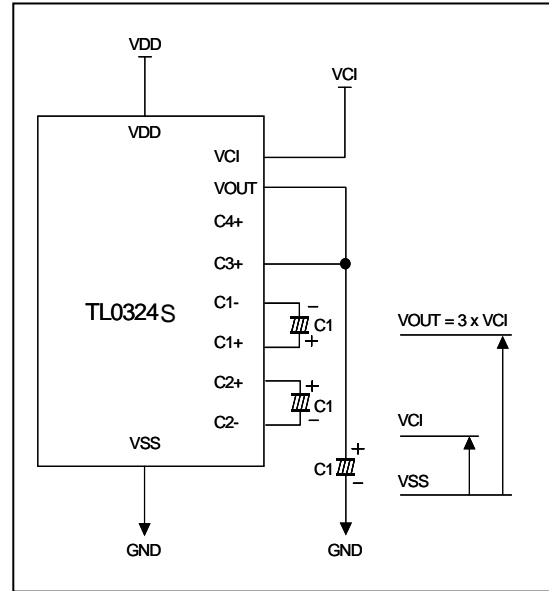 VDD
VCI
VDD
VCI
VOUT
C4+
C3+
TL0324S
C1-
- C1
C1+
+
VOUT = 3 x VCI
C2+
+
C1
C2-
-
VCI
VSS
+
C1
-
VSS
GND
GND